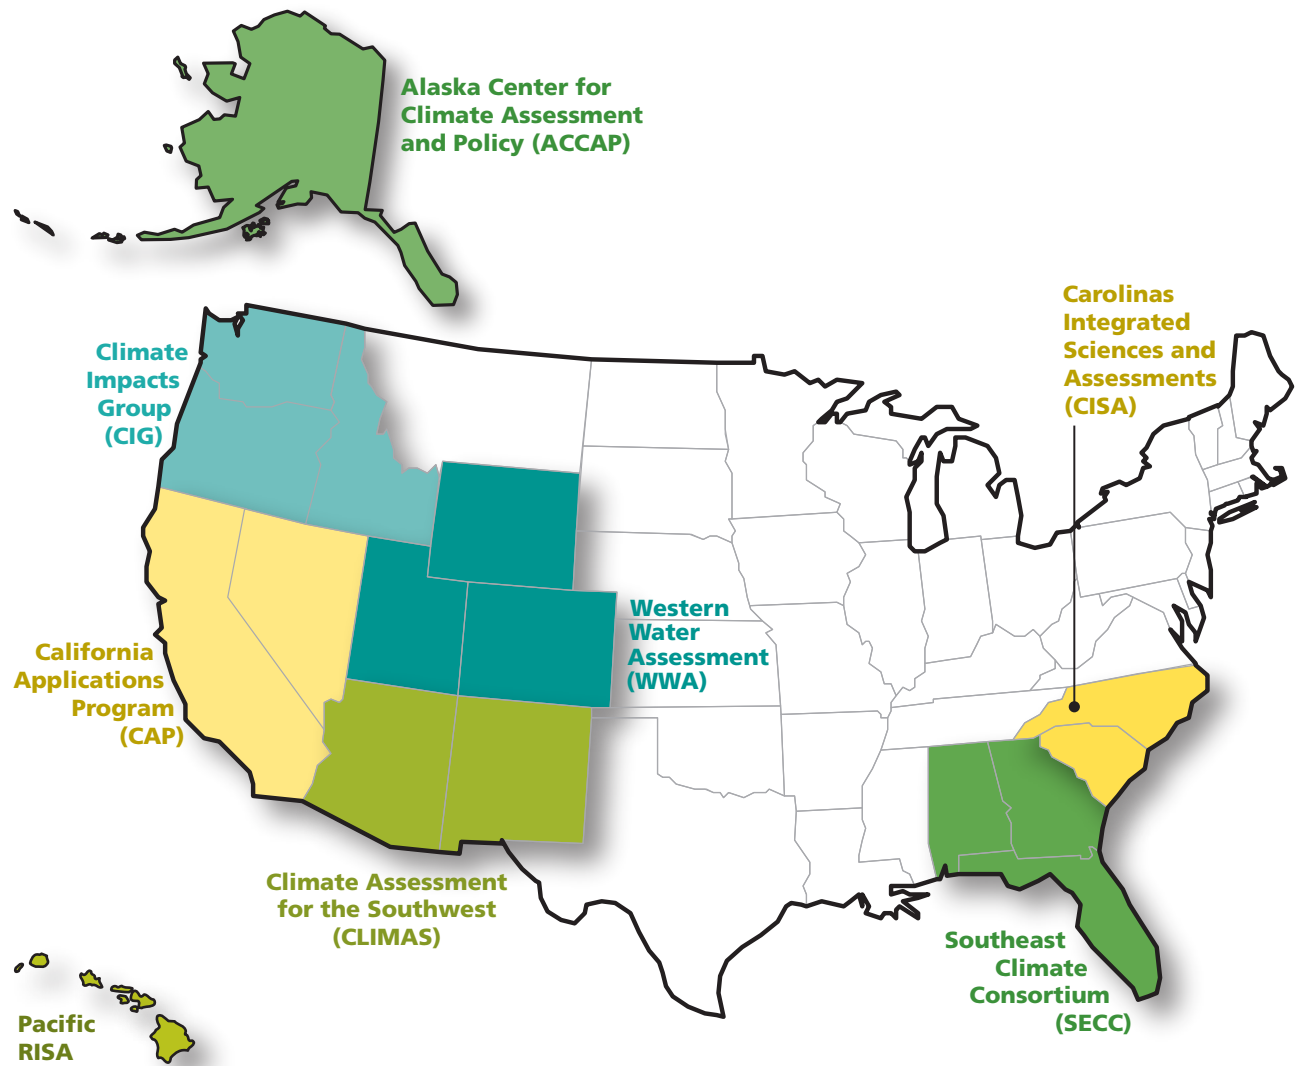 Alaska Center for
Climate Assessment
and Policy (ACCAP)
Carolinas
Integrated
Sciences and
Assessments
(CISA)
Climate
Impacts
Group
(CIG)
Western
Water
Assessment
(WWA)
California
Applications
Program
(CAP)
Climate Assessment
for the Southwest
(CLIMAS)
Southeast
Climate
Consortium
(SECC)
Pacific
RISA